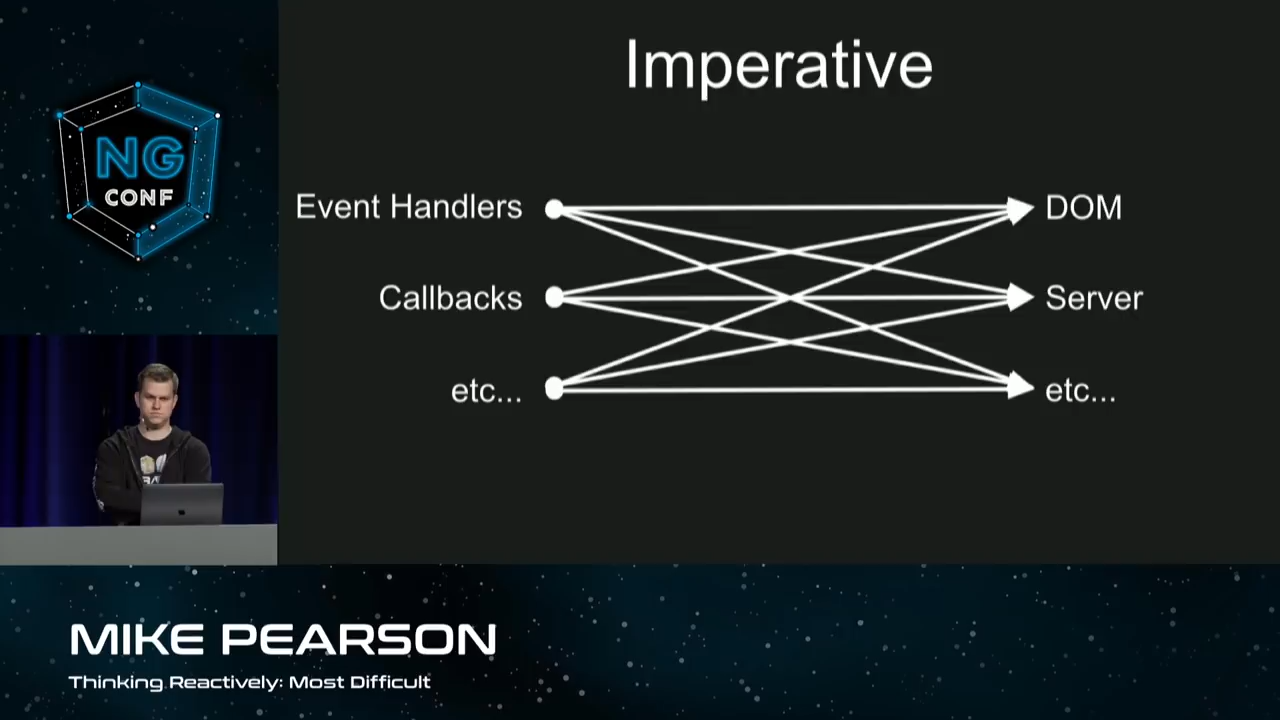 NG
CONF
Imperative
Event Handlers
DOM
Callbacks
Server
etc...
etc...
MIKE PEARSON
Thinking Reactively: Most Difficult